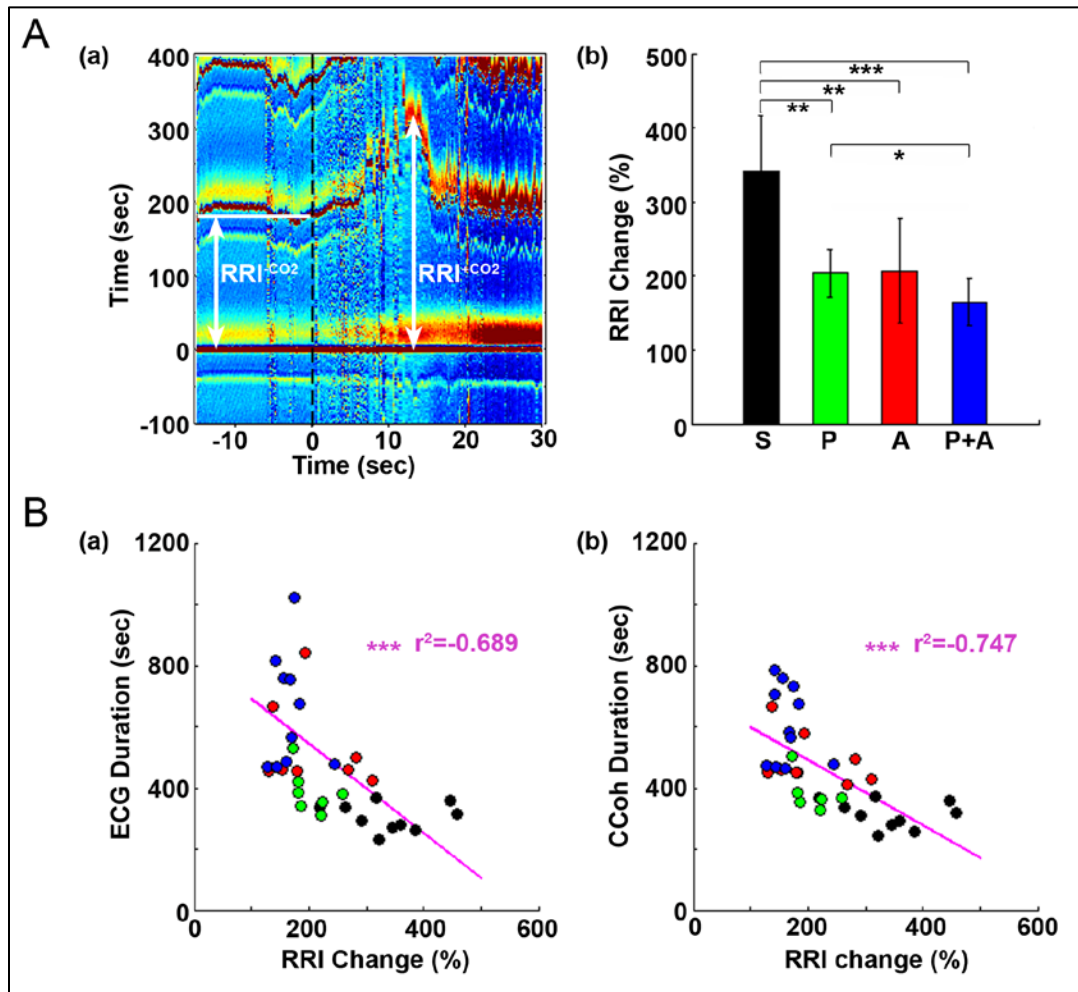 A
(a)
400
300
200
100
0
-100
Time (sec)
RRI-CO2
RRI+CO2
-10 0 10 20 30
Time (sec)
(b)
500
400
300
200
100
0
RRI Change (%)
***
**
**
*
S P A P+A
B
(a)
1200
800
400
0
ECG Duration (sec)
*** r²=-0.689
0 200 400 600
RRI Change (%)
(b)
1200
800
400
0
CCoh Duration (sec)
*** r²=-0.747
0 200 400 600
RRI change (%)